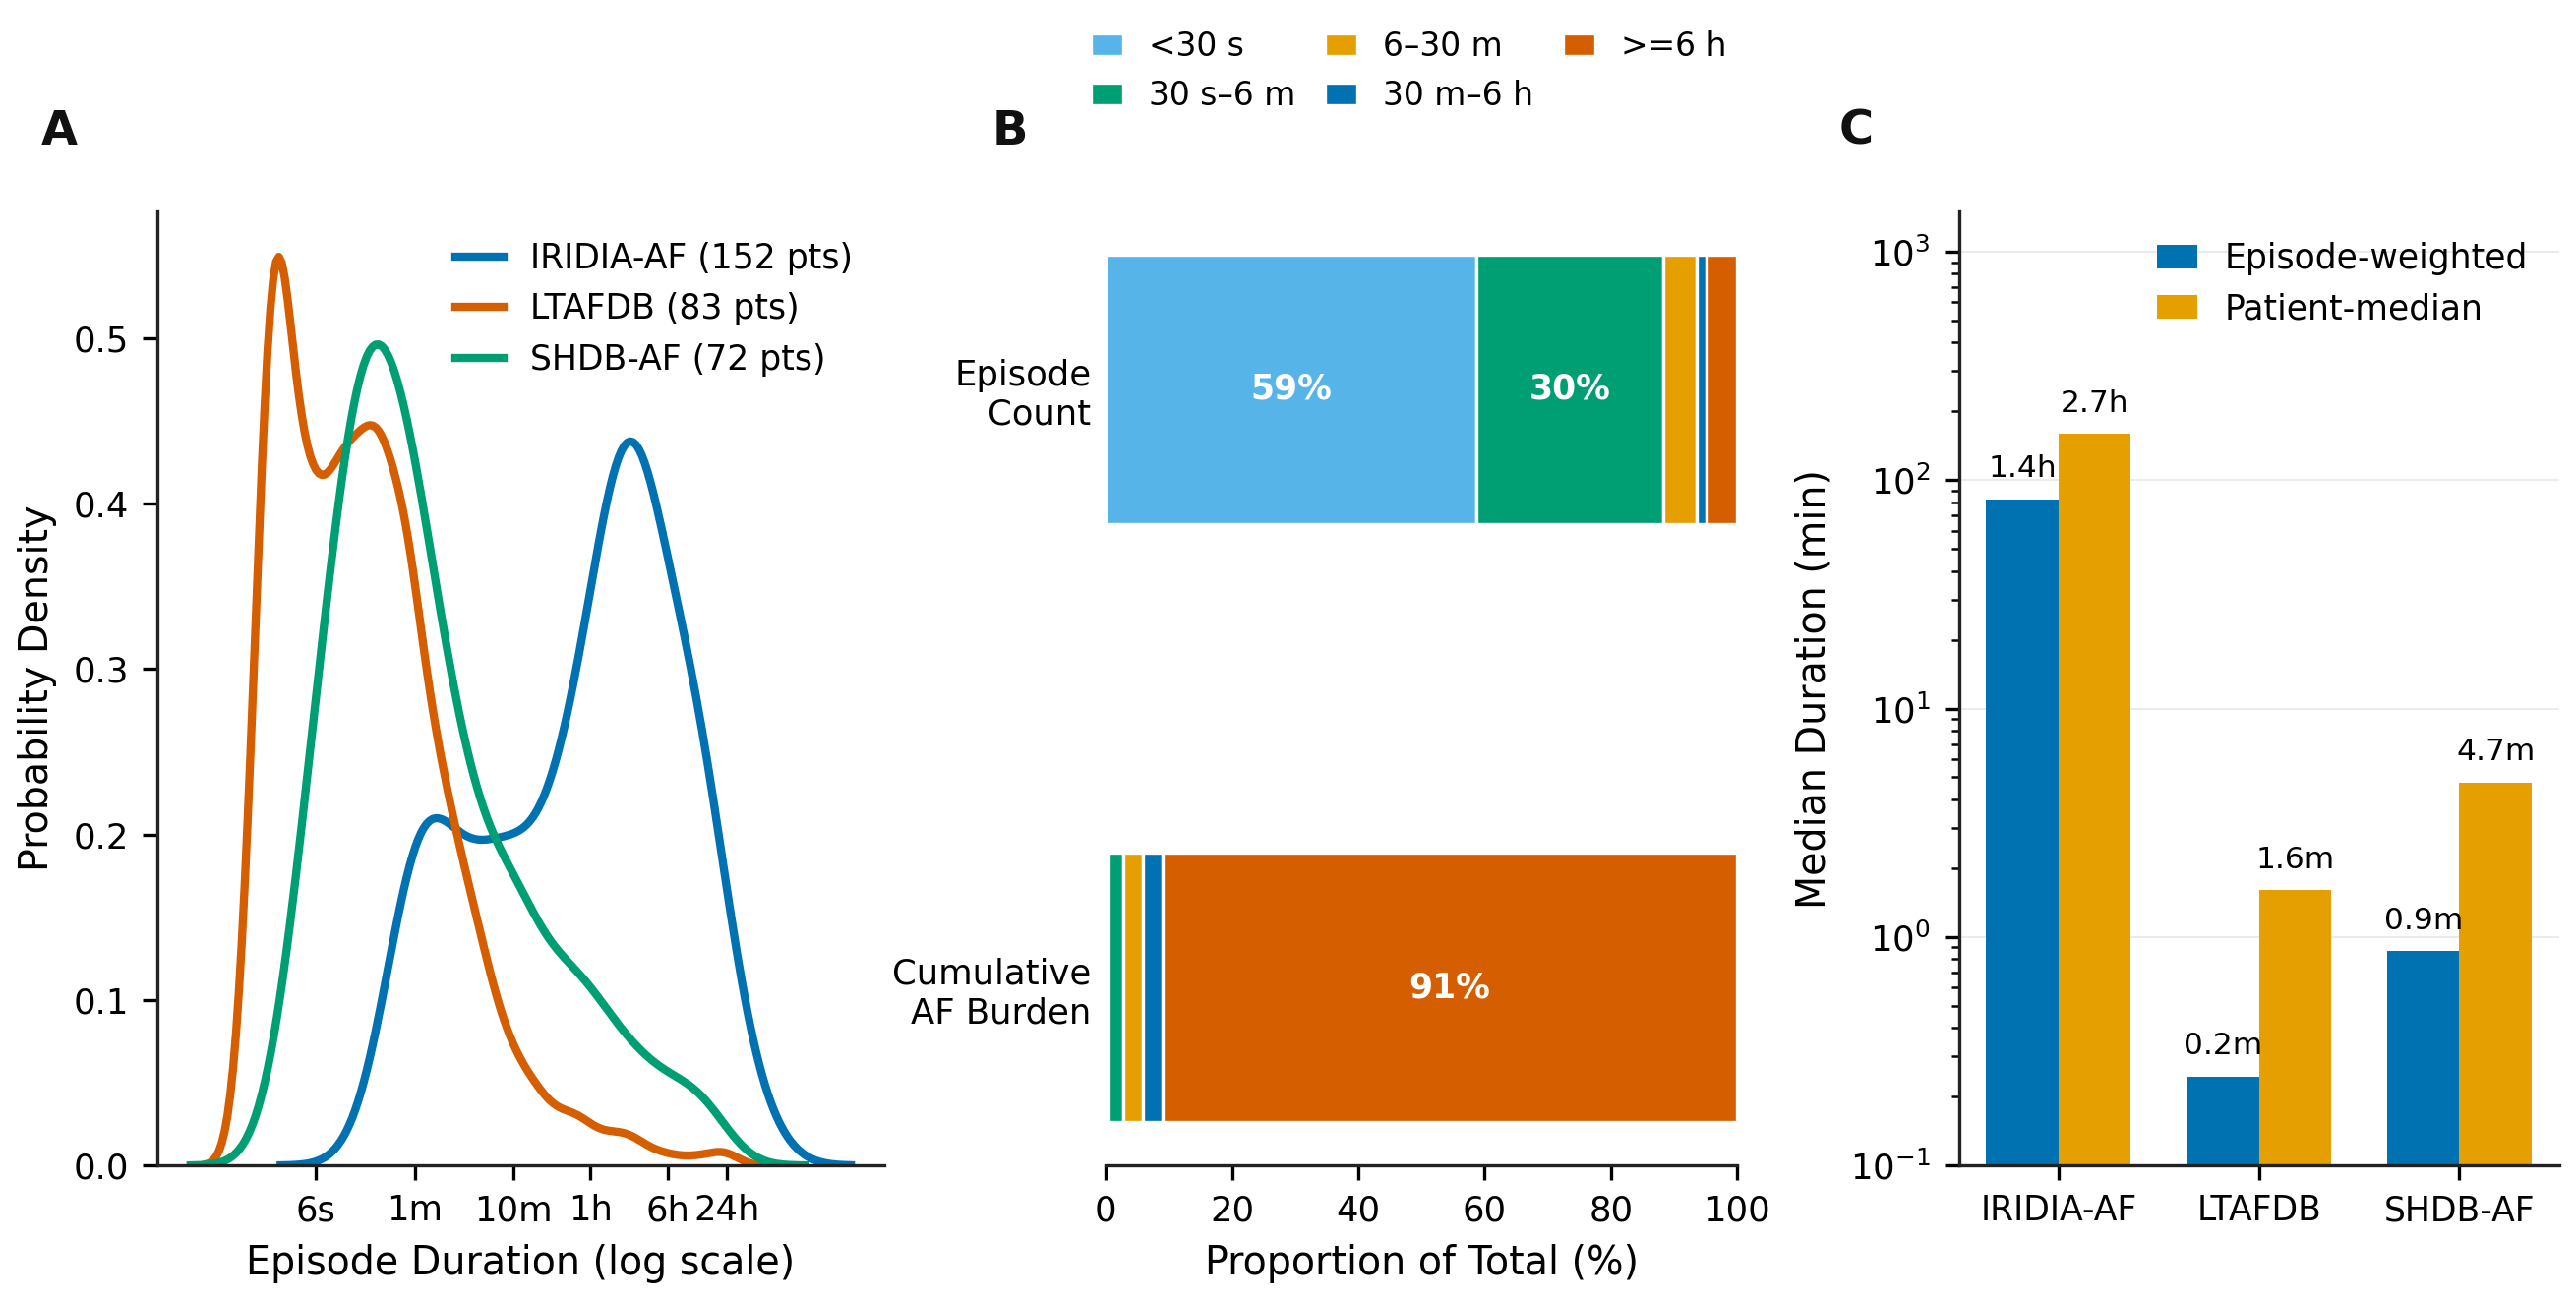 A
Probability Density
0.5
0.4
0.3
0.2
0.1
0.0
IRIDIA-AF (152 pts)
LTAFDB (83 pts)
SHDB-AF (72 pts)
6s 1m 10m 1h 6h 24h
Episode Duration (log scale)
B
<30 s 6–30 m >=6 h
30 s–6 m 30 m–6 h
Episode
Count
59% 30%
Cumulative
AF Burden
91%
0 20 40 60 80 100
Proportion of Total (%)
C
Median Duration (min)
10³
10²
10¹
10⁰
10⁻¹
Episode-weighted
Patient-median
1.4h 2.7h
0.2m 1.6m
0.9m 4.7m
IRIDIA-AF LTAFDB SHDB-AF